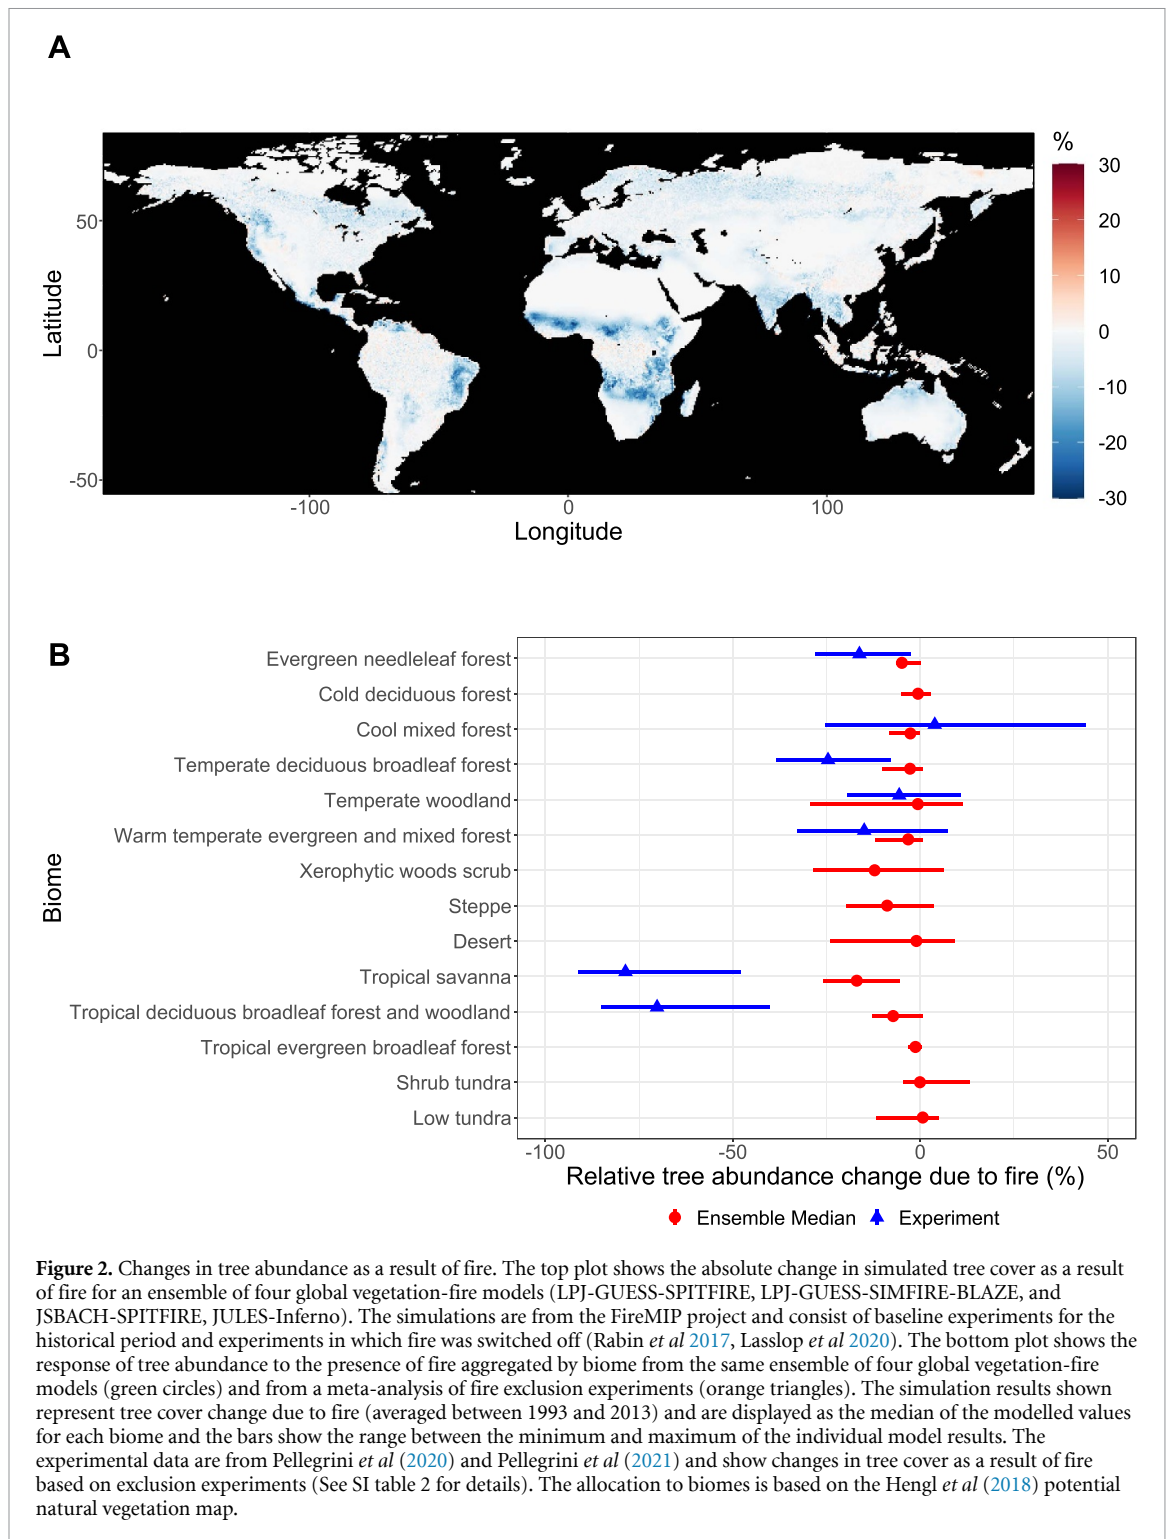 A
%
30
20
10
0
-10
-20
-30
50
0
-50
Latitude
-100
0
100
Longitude
B
Evergreen needleleaf forest
Cold deciduous forest
Cool mixed forest
Temperate deciduous broadleaf forest
Temperate woodland
Warm temperate evergreen and mixed forest
Xerophytic woods scrub
Steppe
Desert
Tropical savanna
Tropical deciduous broadleaf forest and woodland
Tropical evergreen broadleaf forest
Shrub tundra
Low tundra
Biome
-100
-50
0
50
Relative tree abundance change due to fire (%)
Ensemble Median
Experiment
Figure 2. Changes in tree abundance as a result of fire. The top plot shows the absolute change in simulated tree cover as a result
of fire for an ensemble of four global vegetation-fire models (LPJ-GUESS-SPITFIRE, LPJ-GUESS-SIMFIRE-BLAZE, and
JSBACH-SPITFIRE, JULES-Inferno). The simulations are from the FireMIP project and consist of baseline experiments for the
historical period and experiments in which fire was switched off (Rabin et al 2017, Lasslop et al 2020). The bottom plot shows the
response of tree abundance to the presence of fire aggregated by biome from the same ensemble of four global vegetation-fire
models (green circles) and from a meta-analysis of fire exclusion experiments (orange triangles). The simulation results shown
represent tree cover change due to fire (averaged between 1993 and 2013) and are displayed as the median of the modelled values
for each biome and the bars show the range between the minimum and maximum of the individual model results. The
experimental data are from Pellegrini et al (2020) and Pellegrini et al (2021) and show changes in tree cover as a result of fire
based on exclusion experiments (See SI table 2 for details). The allocation to biomes is based on the Hengl et al (2018) potential
natural vegetation map.